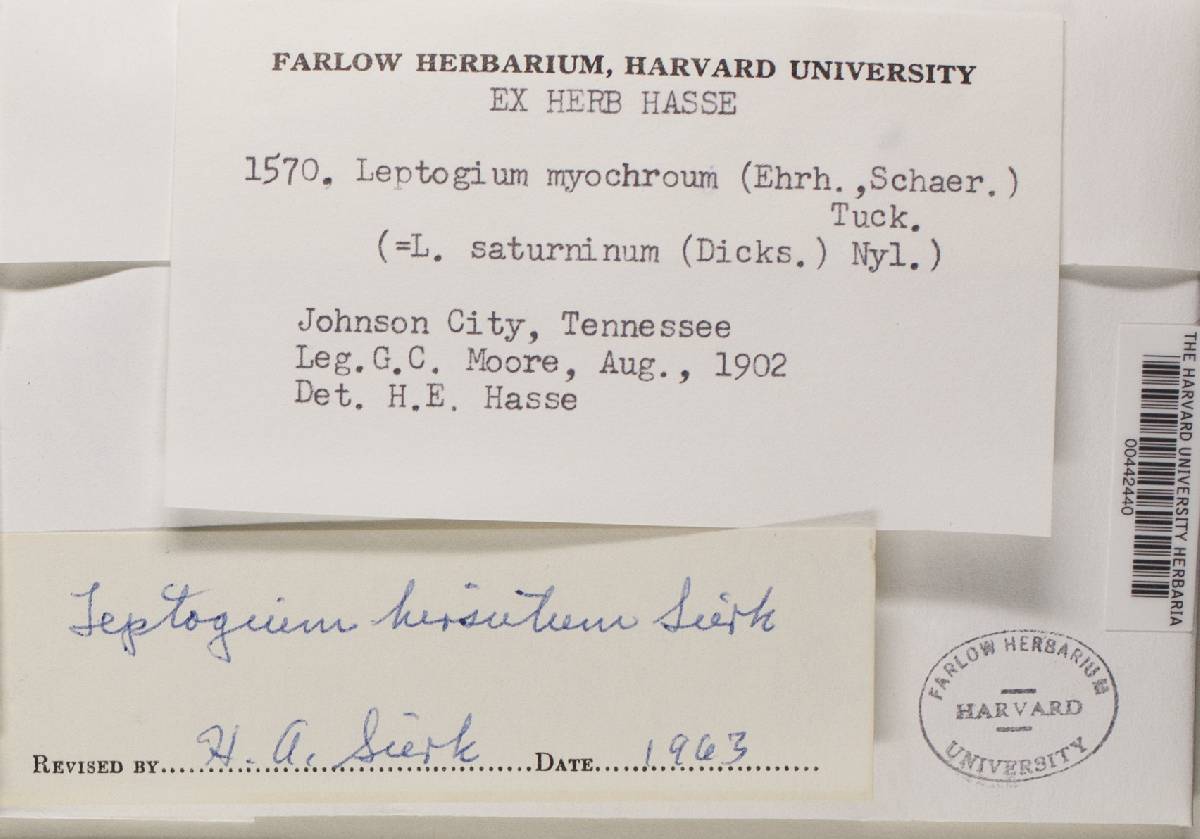 FARLOW HERBARIUM, HARVARD UNIVERSITY
EX HERB HASSE
1570. Leptogium myochroum (Ehrh.,Schaer.)
Tuck.
(=L. saturninum (Dicks.) Nyl.)
Johnson City, Tennessee
Leg.G.C. Moore, Aug., 1902
Det. H.E. Hasse
THE HARVARD UNIVERSITY HERBARIA
00442440
Leptogium hirsutum Sierk
REVISED BY H. A. Sierk DATE 1963
FARLOW HERBARIUM
HARVARD
UNIVERSITY